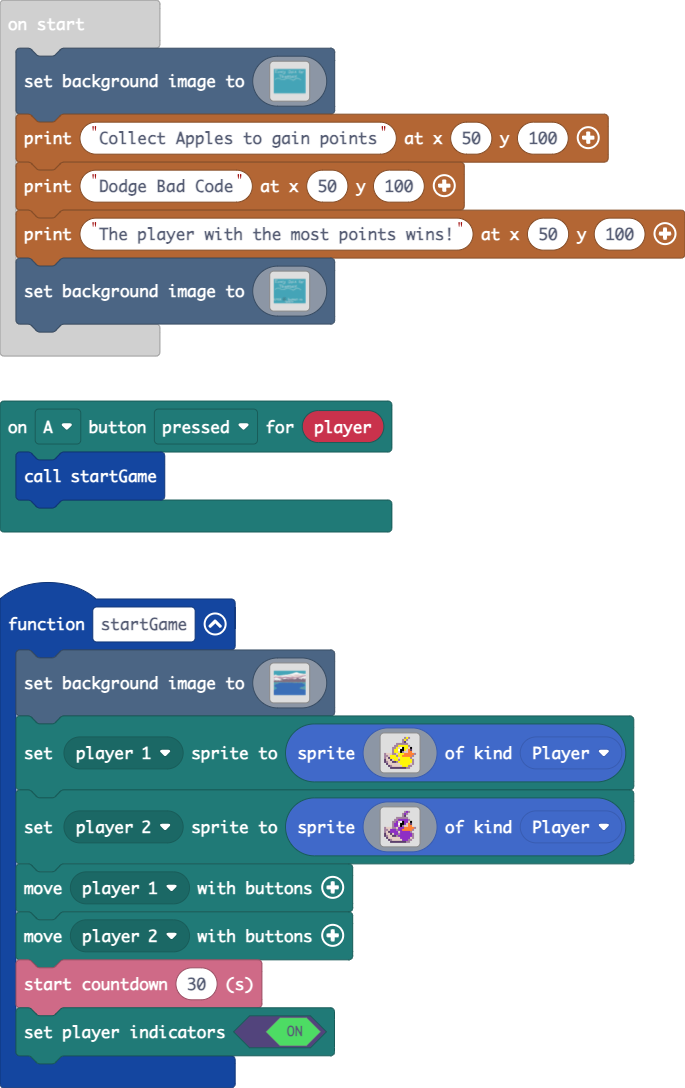 on start
set background image to
print "Collect Apples to gain points" at x 50 y 100
print "Dodge Bad Code" at x 50 y 100
print "The player with the most points wins!" at x 50 y 100
set background image to
on A button pressed for player
call startGame
function startGame
set background image to
set player 1 sprite to sprite of kind Player
set player 2 sprite to sprite of kind Player
move player 1 with buttons
move player 2 with buttons
start countdown 30 (s)
set player indicators ON